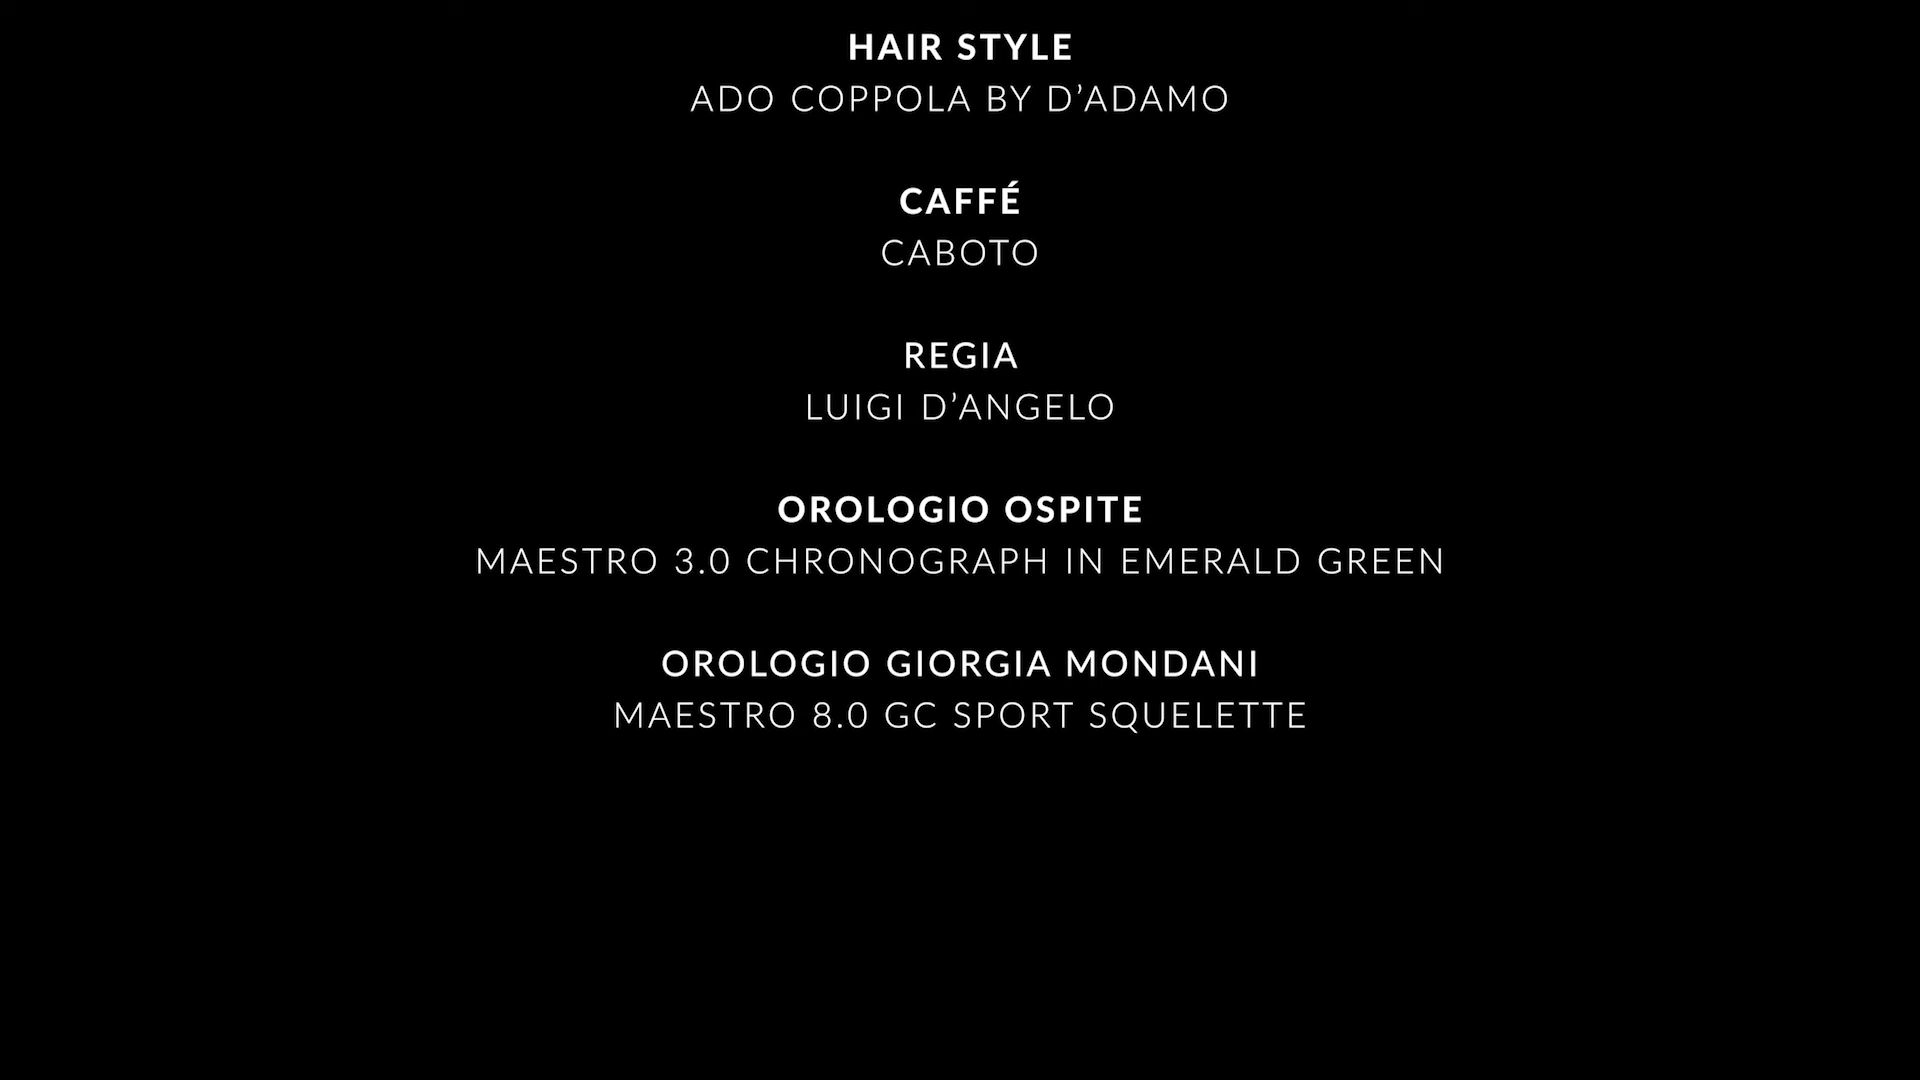 HAIR STYLE
ADO COPPOLA BY D’ADAMO
CAFFÉ
CABOTO
REGIA
LUIGI D’ANGELO
OROLOGIO OSPITE
MAESTRO 3.0 CHRONOGRAPH IN EMERALD GREEN
OROLOGIO GIORGIA MONDANI
MAESTRO 8.0 GC SPORT SQUELETTE